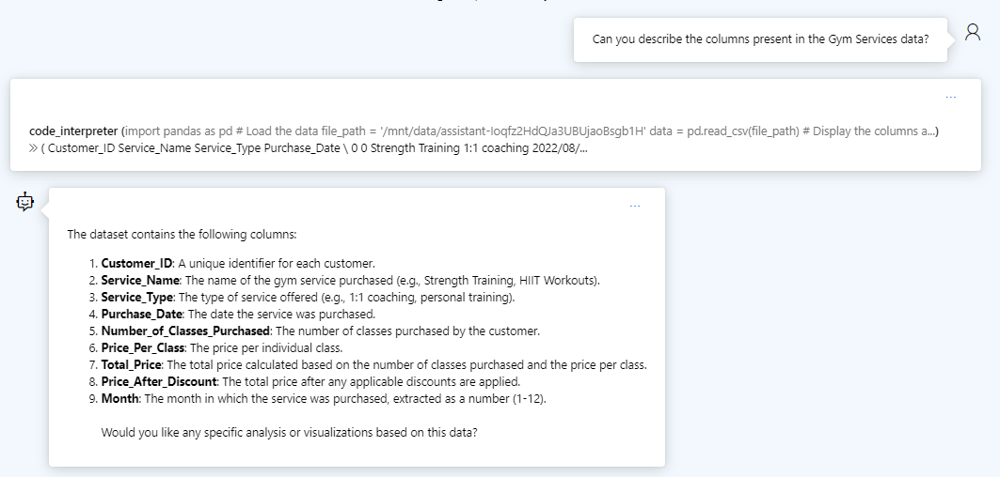 Can you describe the columns present in the Gym Services data?
...
code_interpreter (import pandas as pd # Load the data file_path = '/mnt/data/assistant-Ioqfz2HdQJa3UBUjaoBsgb1H' data = pd.read_csv(file_path) # Display the columns a...)
≫ ( Customer_ID Service_Name Service_Type Purchase_Date \ 0 0 Strength Training 1:1 coaching 2022/08/...
...
The dataset contains the following columns:
1. Customer_ID: A unique identifier for each customer.
2. Service_Name: The name of the gym service purchased (e.g., Strength Training, HIIT Workouts).
3. Service_Type: The type of service offered (e.g., 1:1 coaching, personal training).
4. Purchase_Date: The date the service was purchased.
5. Number_of_Classes_Purchased: The number of classes purchased by the customer.
6. Price_Per_Class: The price per individual class.
7. Total_Price: The total price calculated based on the number of classes purchased and the price per class.
8. Price_After_Discount: The total price after any applicable discounts are applied.
9. Month: The month in which the service was purchased, extracted as a number (1-12).
Would you like any specific analysis or visualizations based on this data?